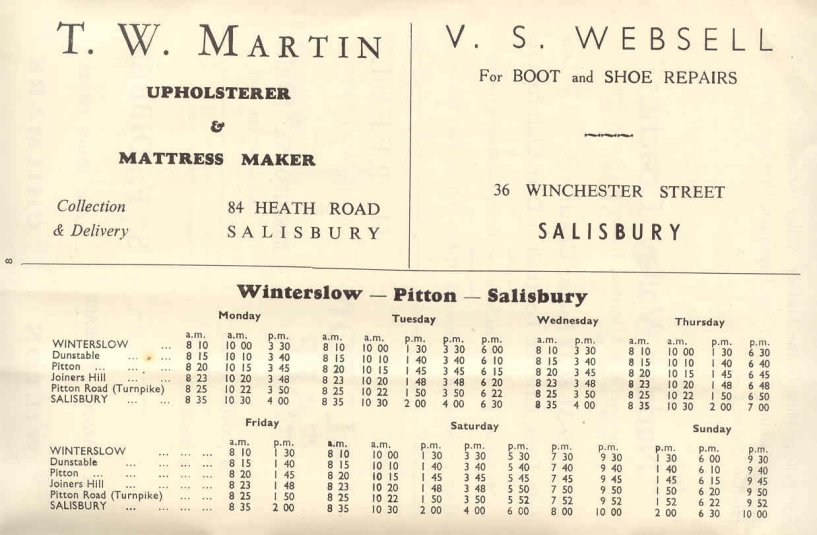 T. W. MARTIN
UPHOLSTERER
&
MATTRESS MAKER
Collection 84 HEATH ROAD
& Delivery SALISBURY
V. S. WEBSELL
For BOOT and SHOE REPAIRS
36 WINCHESTER STREET
SALISBURY
8
Winterslow — Pitton — Salisbury
Monday Tuesday Wednesday Thursday
a.m. a.m. p.m. a.m. a.m. p.m. p.m. p.m. a.m. p.m. a.m. a.m. p.m. p.m.
WINTERSLOW ... 8 10 10 00 3 30 8 10 10 00 1 30 3 30 6 00 8 10 3 30 8 10 10 00 1 30 6 30
Dunstable ... ... 8 15 10 10 3 40 8 15 10 10 1 40 3 40 6 10 8 15 3 40 8 15 10 10 1 40 6 40
Pitton ... ... ... 8 20 10 15 3 45 8 20 10 15 1 45 3 45 6 15 8 20 3 45 8 20 10 15 1 45 6 45
Joiners Hill ... ... 8 23 10 20 3 48 8 23 10 20 1 48 3 48 6 20 8 23 3 48 8 23 10 20 1 48 6 48
Pitton Road (Turnpike) 8 25 10 22 3 50 8 25 10 22 1 50 3 50 6 22 8 25 3 50 8 25 10 22 1 50 6 50
SALISBURY ... ... 8 35 10 30 4 00 8 35 10 30 2 00 4 00 6 30 8 35 4 00 8 35 10 30 2 00 7 00
Friday Saturday Sunday
a.m. p.m. a.m. a.m. p.m. p.m. p.m. p.m. p.m. p.m. p.m. p.m.
WINTERSLOW ... ... ... 8 10 1 30 8 10 10 00 1 30 3 30 5 30 7 30 9 30 1 30 6 00 9 30
Dunstable ... ... ... 8 15 1 40 8 15 10 10 1 40 3 40 5 40 7 40 9 40 1 40 6 10 9 40
Pitton ... ... ... ... 8 20 1 45 8 20 10 15 1 45 3 45 5 45 7 45 9 45 1 45 6 15 9 45
Joiners Hill ... ... ... 8 23 1 48 8 23 10 20 1 48 3 48 5 50 7 50 9 50 1 50 6 20 9 50
Pitton Road (Turnpike) ... ... 8 25 1 50 8 25 10 22 1 50 3 50 5 52 7 52 9 52 1 52 6 22 9 52
SALISBURY ... ... ... ... 8 35 2 00 8 35 10 30 2 00 4 00 6 00 8 00 10 00 2 00 6 30 10 00